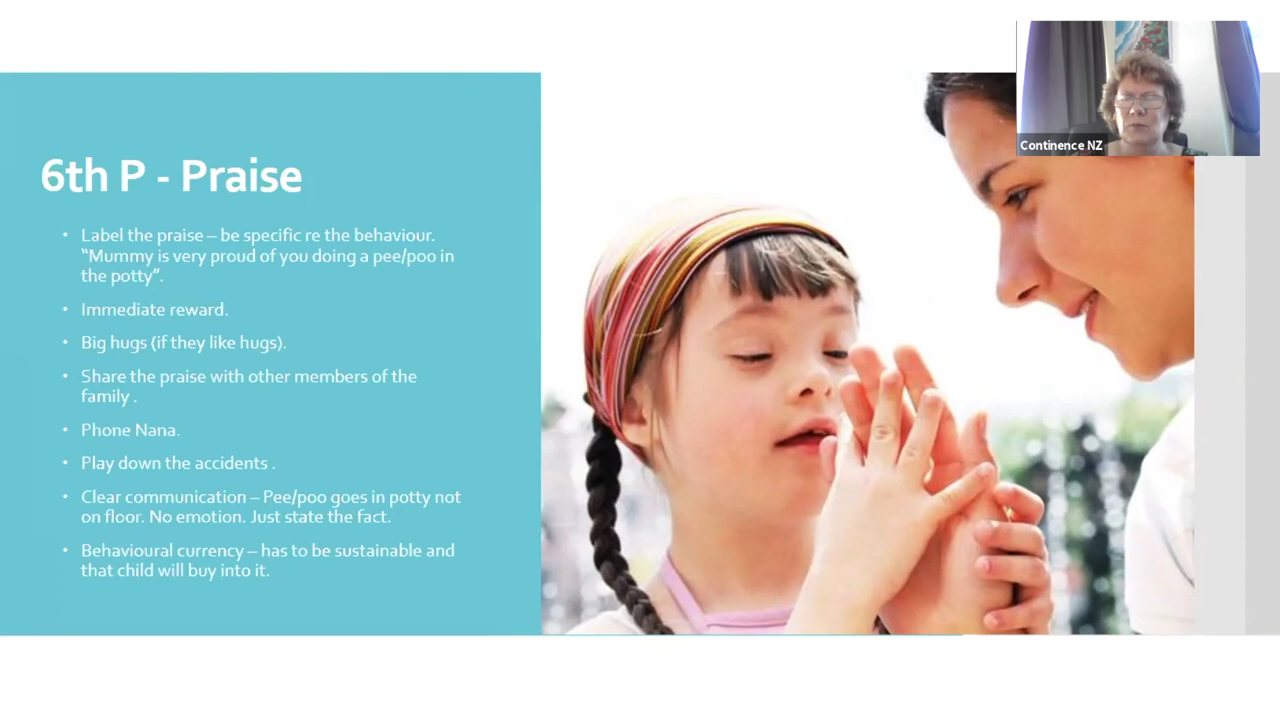 6th P - Praise
• Label the praise – be specific re the behaviour.
“Mummy is very proud of you doing a pee/poo in
the potty”.
• Immediate reward.
• Big hugs (if they like hugs).
• Share the praise with other members of the
family .
• Phone Nana.
• Play down the accidents .
• Clear communication – Pee/poo goes in potty not
on floor. No emotion. Just state the fact.
• Behavioural currency – has to be sustainable and
that child will buy into it.
Continence NZ